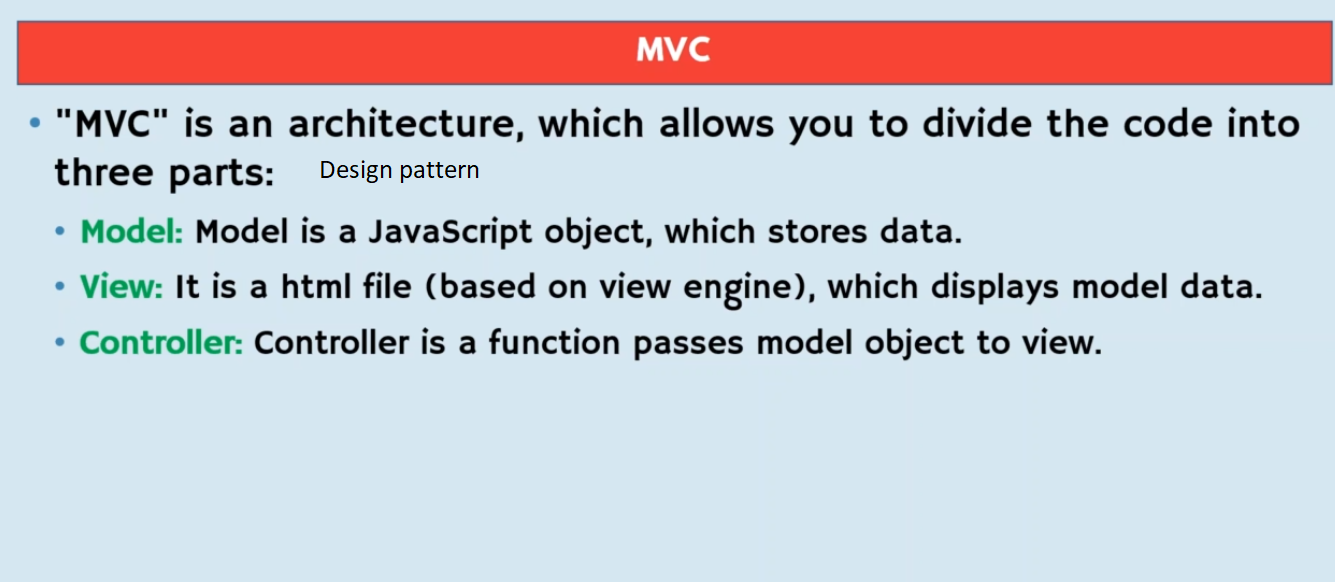 MVC
• "MVC" is an architecture, which allows you to divide the code into
three parts: Design pattern
• Model: Model is a JavaScript object, which stores data.
• View: It is a html file (based on view engine), which displays model data.
• Controller: Controller is a function passes model object to view.